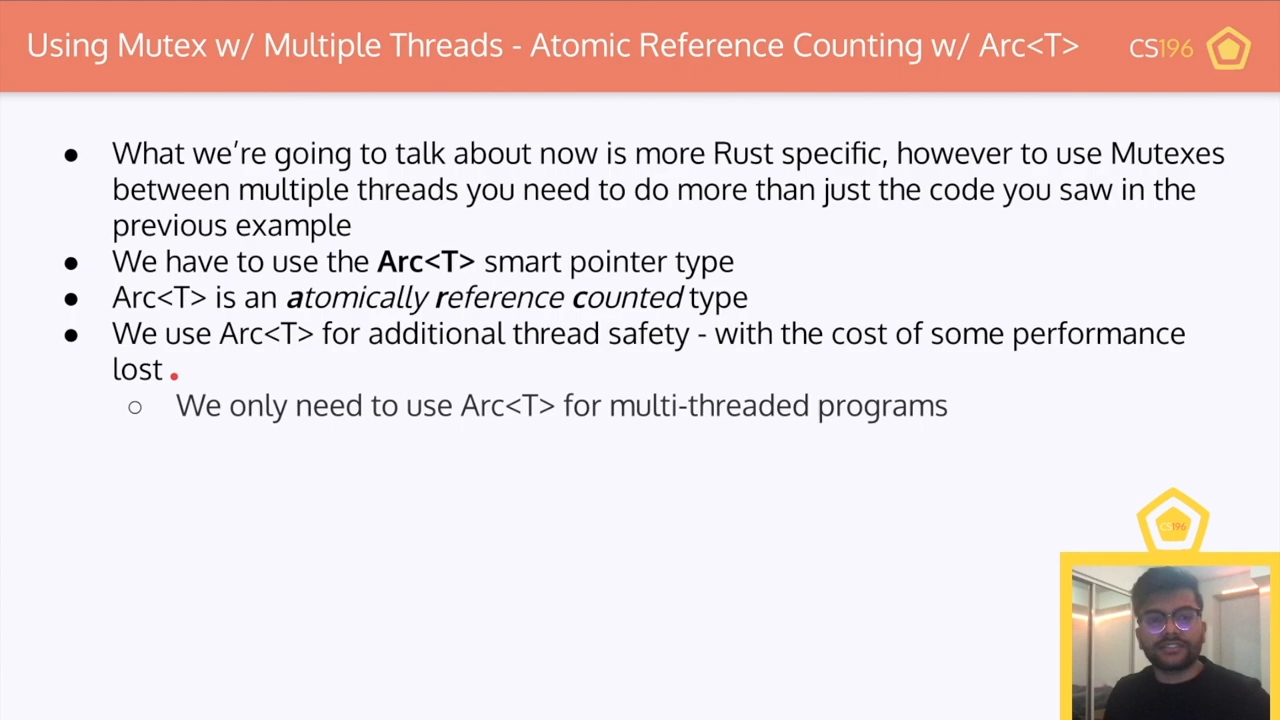 Using Mutex w/ Multiple Threads - Atomic Reference Counting w/ Arc<T>
CS196
● What we’re going to talk about now is more Rust specific, however to use Mutexes
between multiple threads you need to do more than just the code you saw in the
previous example
● We have to use the Arc<T> smart pointer type
● Arc<T> is an atomically reference counted type
● We use Arc<T> for additional thread safety - with the cost of some performance
lost
○ We only need to use Arc<T> for multi-threaded programs
CS196